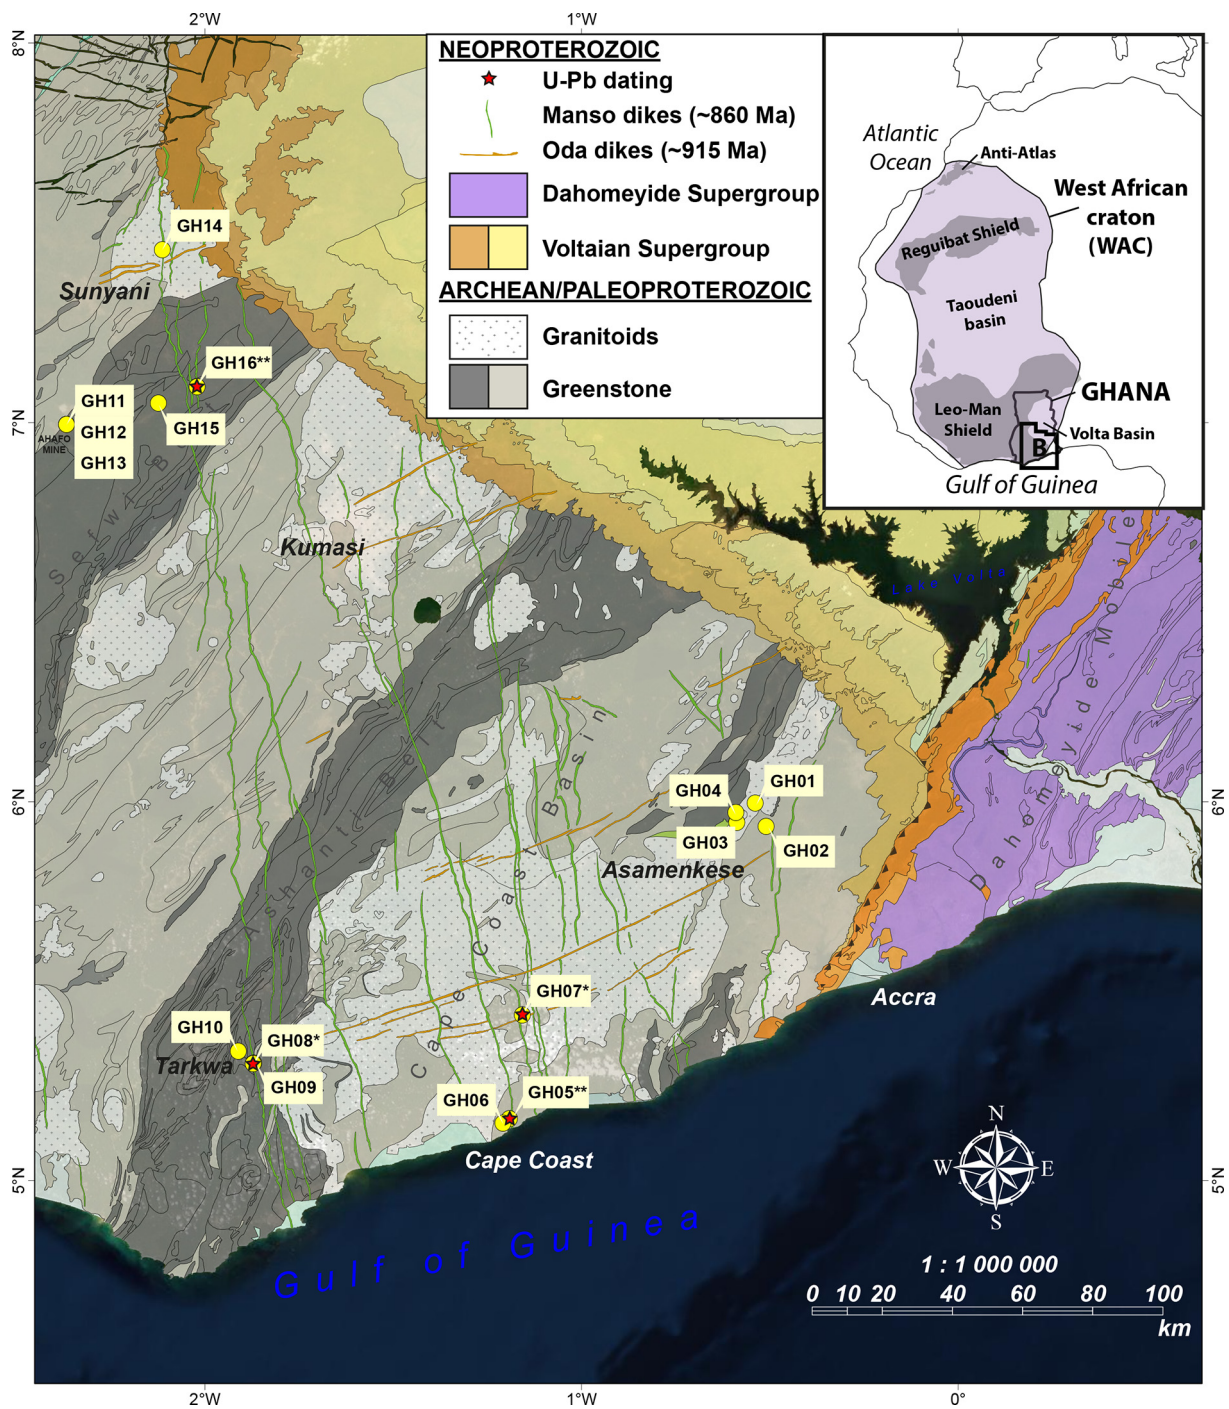 2°W
1°W
8°N
7°N
6°N
5°N
NEOPROTEROZOIC
U-Pb dating
Manso dikes (~860 Ma)
Oda dikes (~915 Ma)
Dahomeyide Supergroup
Voltaian Supergroup
ARCHEAN/PALEOPROTEROZOIC
Granitoids
Greenstone
Atlantic
Ocean
Anti-Atlas
West African
craton
(WAC)
Reguibat Shield
Taoudeni
basin
Leo-Man
Shield
GHANA
Volta Basin
B
Gulf of Guinea
GH14
Sunyani
GH16**
GH11
GH12
GH13
AHAFO
MINE
GH15
Sefwi B
Kumasi
Lake Volta
Ashanti Belt
Cape Coast Basin
Dahomeyide Mobile
GH04
GH01
GH03
GH02
Asamenkese
GH07*
Accra
GH10
GH08*
Tarkwa
GH09
GH06
GH05**
Cape Coast
Gulf of Guinea
N
W
E
S
1 : 1 000 000
0 10 20 40 60 80 100
km
6°N
5°N
2°W
1°W
0°